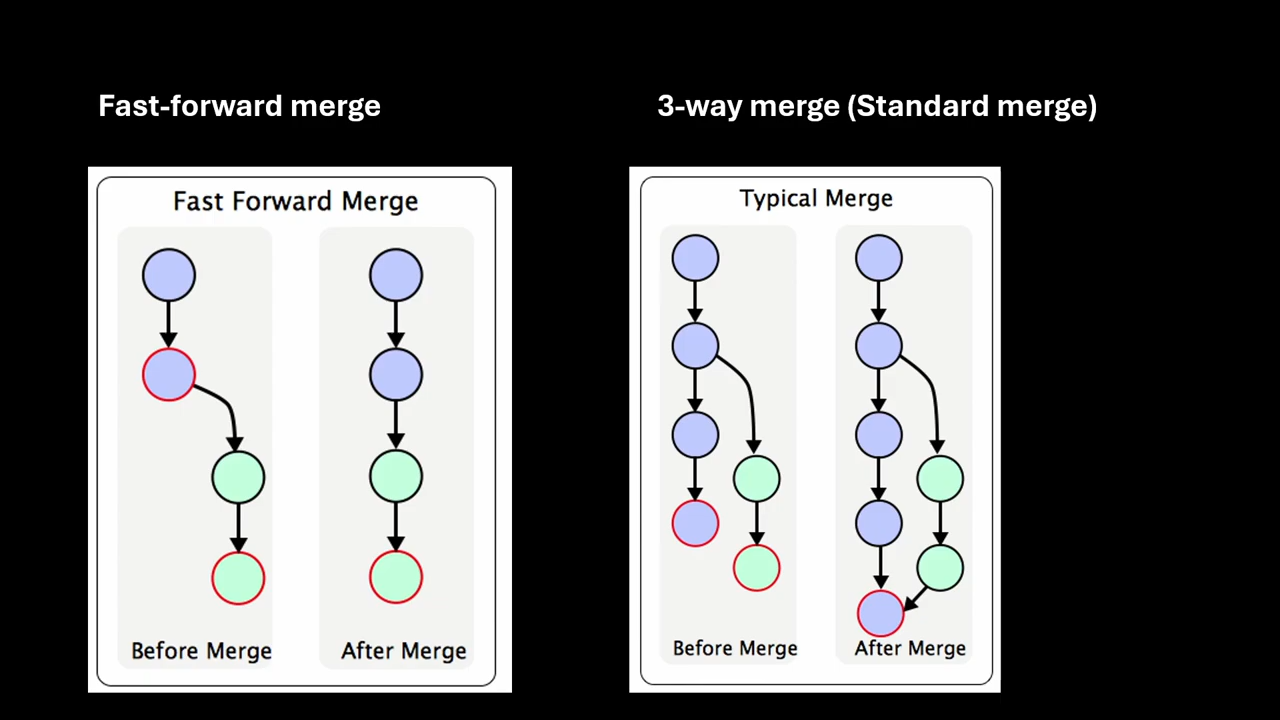 Fast-forward merge
3-way merge (Standard merge)
Fast Forward Merge
Before Merge
After Merge
Typical Merge
Before Merge
After Merge